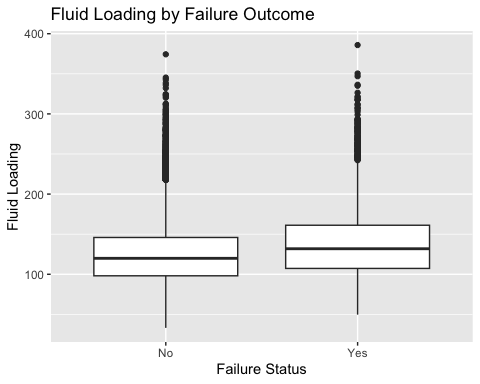 Fluid Loading by Failure Outcome
400
300
200
100
Fluid Loading
No
Yes
Failure Status